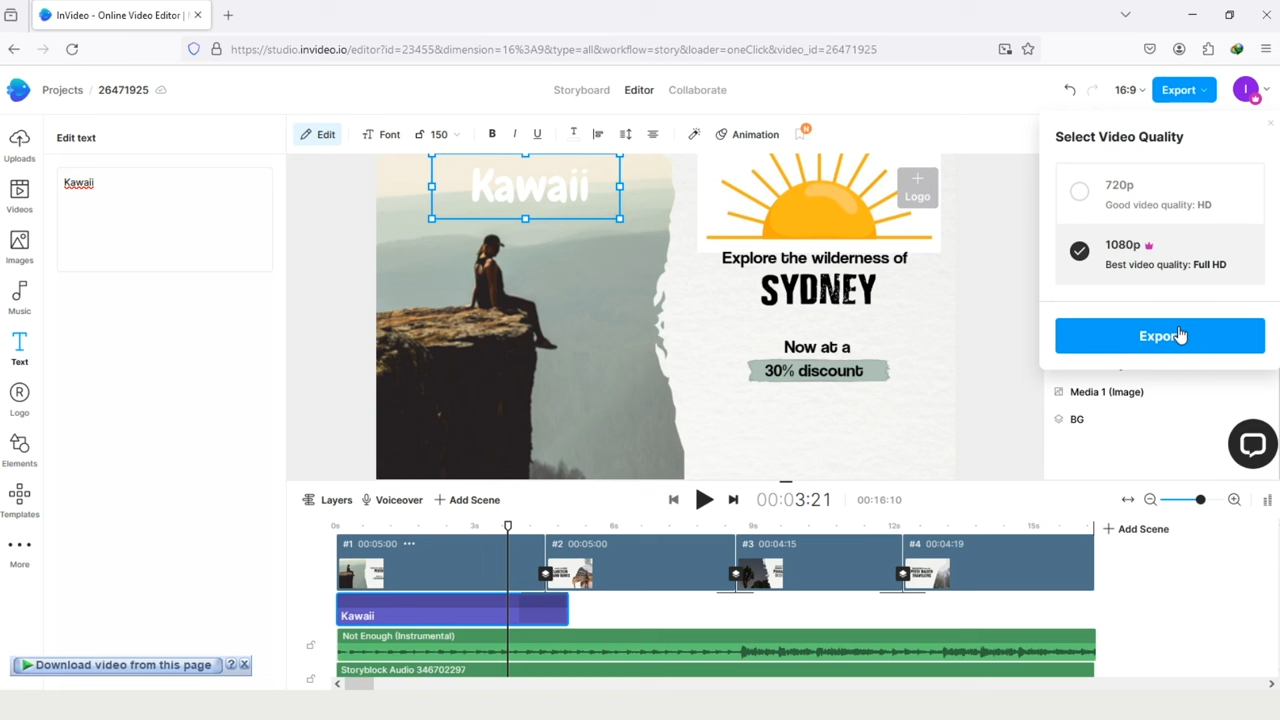 InVideo - Online Video Editor |
https://studio.invideo.io/editor?id=23455&dimension=16%3A9&type=all&workflow=story&loader=oneClick&video_id=26471925
Projects > 26471925
Storyboard Editor Collaborate
16:9 Export I
Edit text
Edit Font 150 B I U T Animation N
Select Video Quality
Uploads
Kawaii
Kawaii
Logo
720p
Good video quality: HD
Videos
1080p
Best video quality: Full HD
Images
Explore the wilderness of
SYDNEY
Music
Export
Text
Now at a
30% discount
Media 1 (Image)
Logo
BG
Elements
Templates
Layers Voiceover Add Scene 00:03:21 00:16:10
0s 3s 6s 9s 12s 15s Add Scene
#1 00:05:00 #2 00:05:00 #3 00:04:15 #4 00:04:19
More
Kawaii
Not Enough (Instrumental)
Download video from this page ? X
Storyblock Audio 346702297